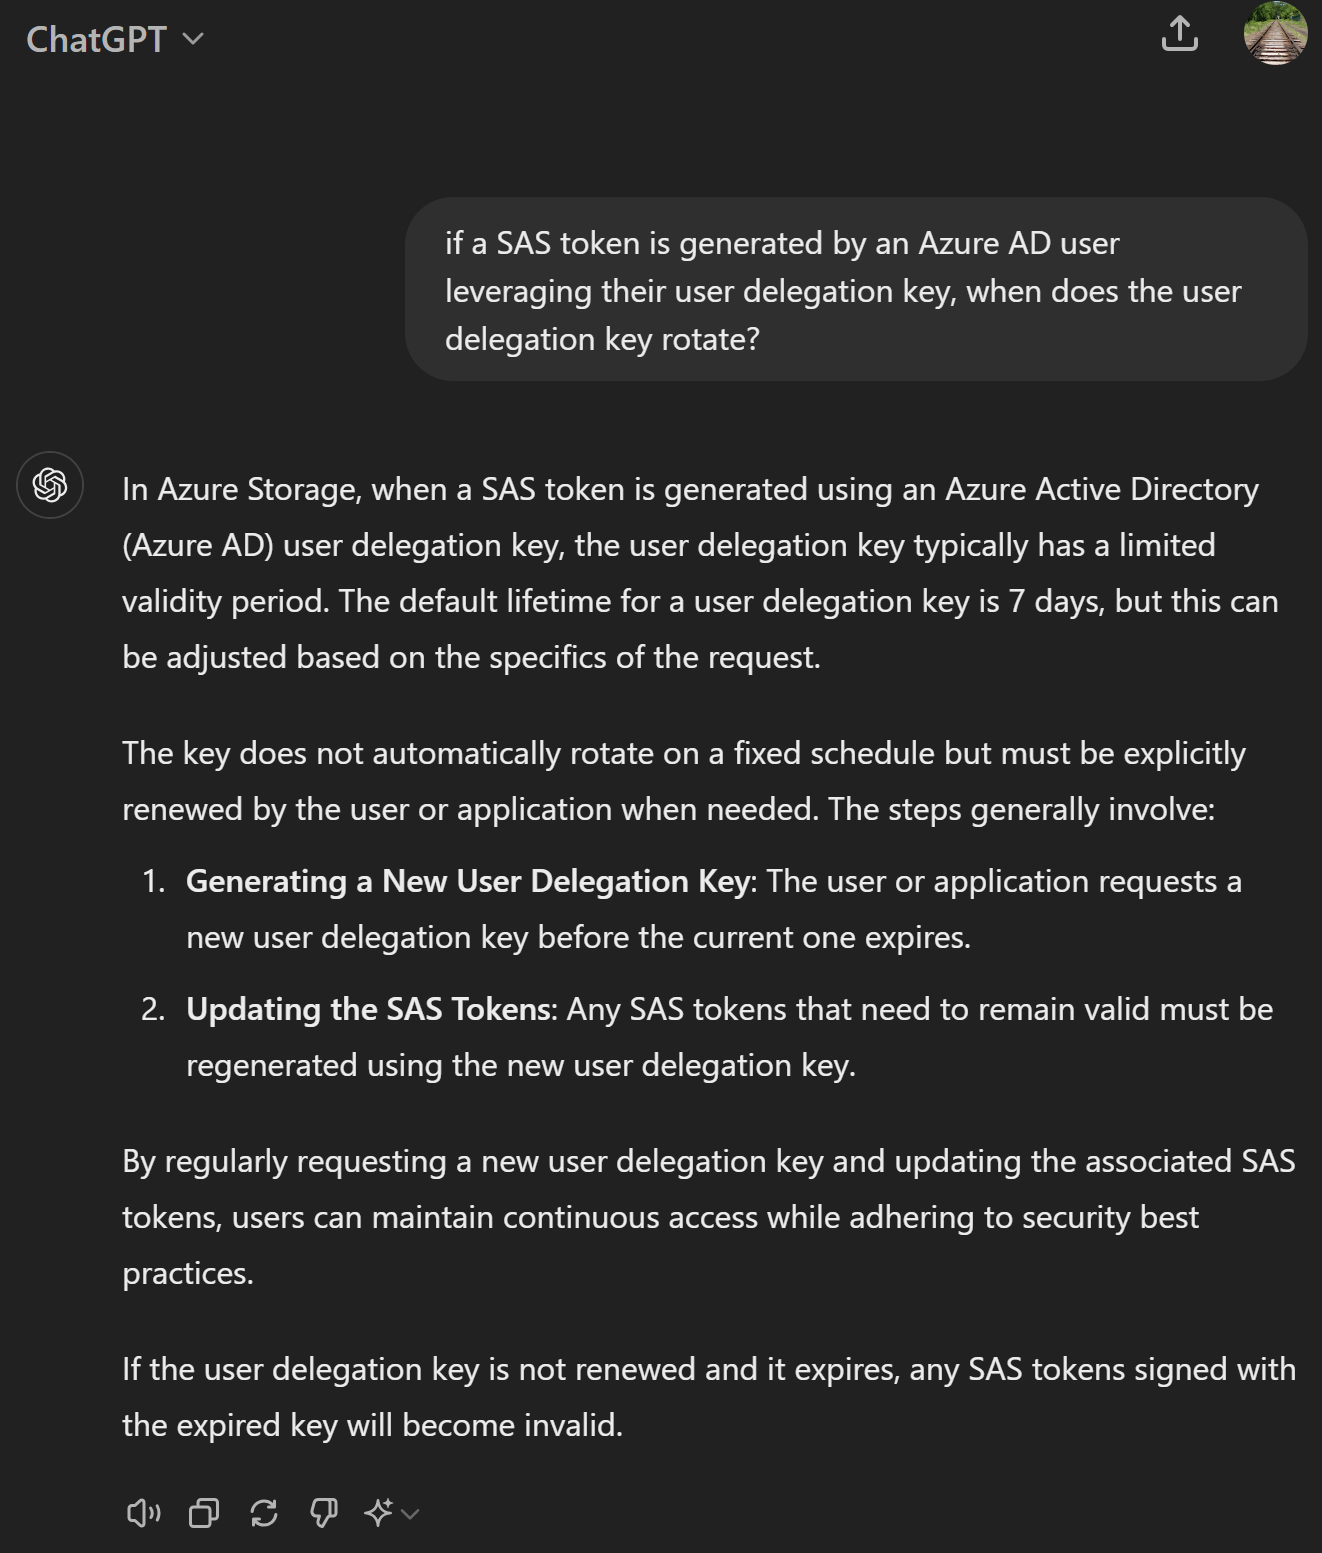 ChatGPT
if a SAS token is generated by an Azure AD user
leveraging their user delegation key, when does the user
delegation key rotate?
In Azure Storage, when a SAS token is generated using an Azure Active Directory
(Azure AD) user delegation key, the user delegation key typically has a limited
validity period. The default lifetime for a user delegation key is 7 days, but this can
be adjusted based on the specifics of the request.
The key does not automatically rotate on a fixed schedule but must be explicitly
renewed by the user or application when needed. The steps generally involve:
1. Generating a New User Delegation Key: The user or application requests a
new user delegation key before the current one expires.
2. Updating the SAS Tokens: Any SAS tokens that need to remain valid must be
regenerated using the new user delegation key.
By regularly requesting a new user delegation key and updating the associated SAS
tokens, users can maintain continuous access while adhering to security best
practices.
If the user delegation key is not renewed and it expires, any SAS tokens signed with
the expired key will become invalid.